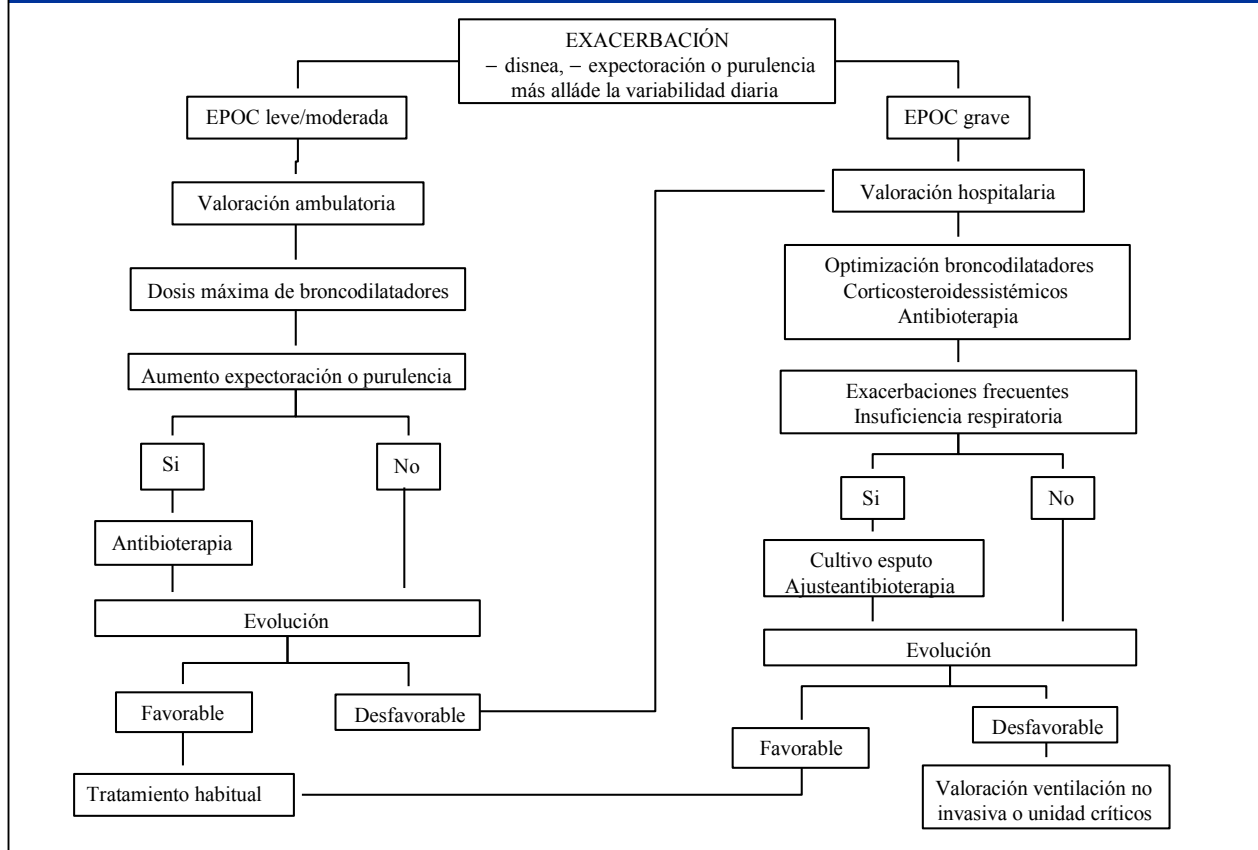 EXACERBACIÓN
– disnea, – expectoración o purulencia
más alláde la variabilidad diaria
EPOC leve/moderada
EPOC grave
Valoración ambulatoria
Valoración hospitalaria
Dosis máxima de broncodilatadores
Optimización broncodilatadores
Corticosteroidessistémicos
Antibioterapia
Aumento expectoración o purulencia
Exacerbaciones frecuentes
Insuficiencia respiratoria
Si
No
Si
No
Antibioterapia
Cultivo esputo
Ajusteantibioterapia
Evolución
Evolución
Favorable
Desfavorable
Favorable
Desfavorable
Tratamiento habitual
Valoración ventilación no
invasiva o unidad críticos